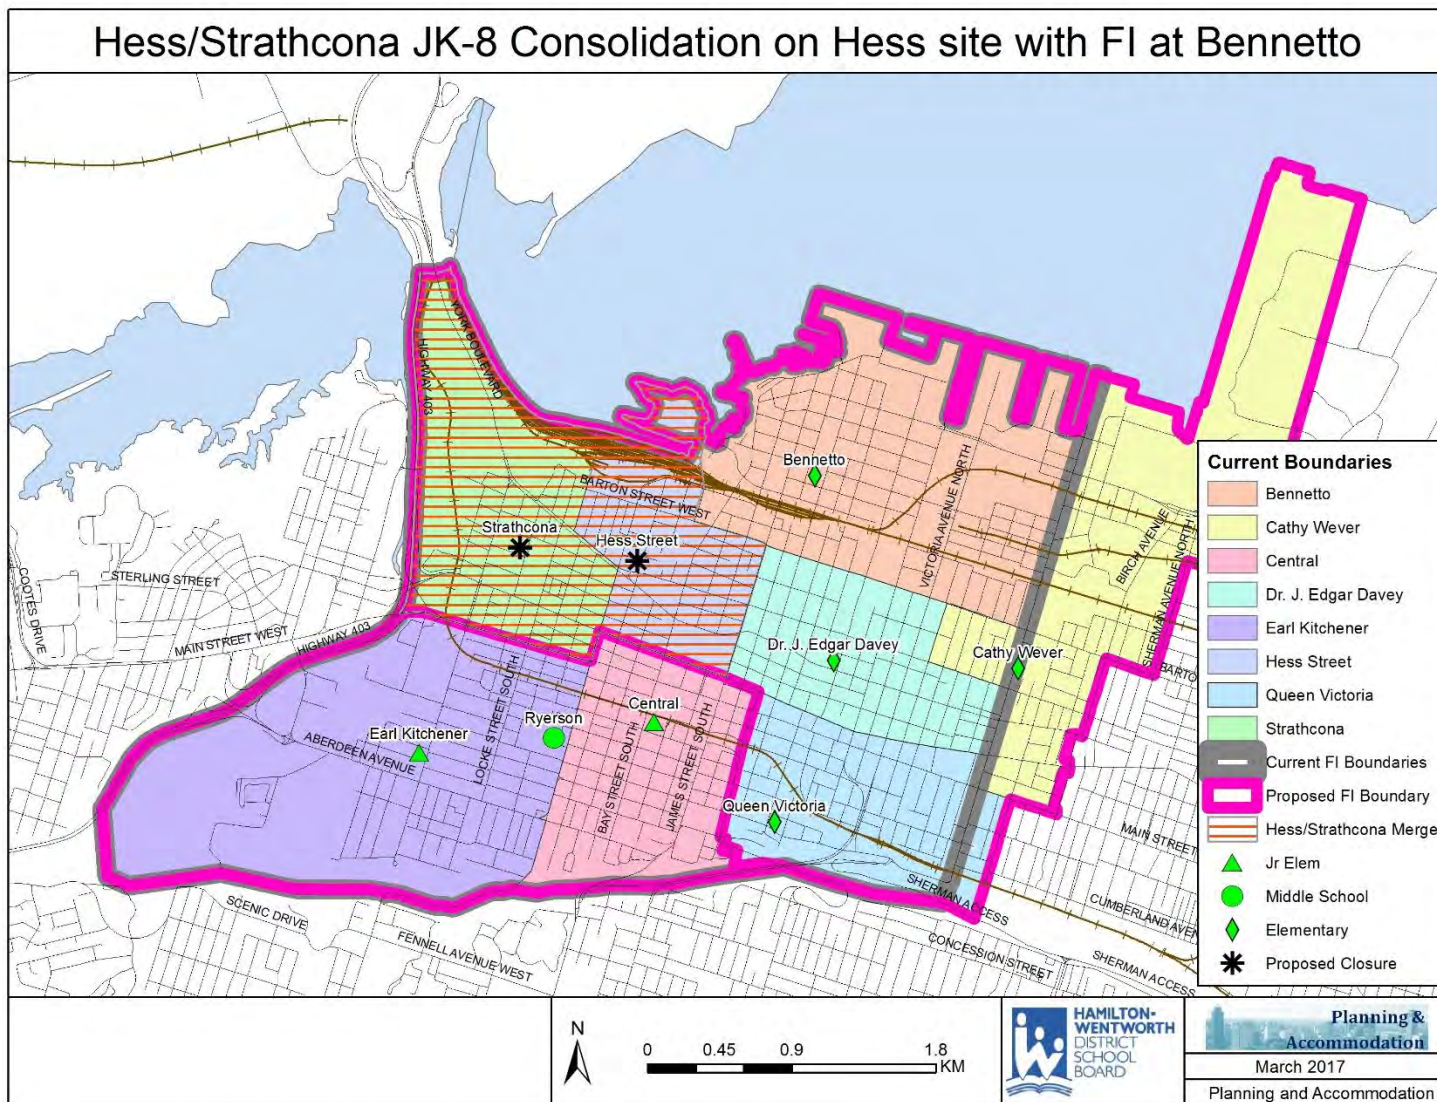 Hess/Strathcona JK-8 Consolidation on Hess site with FI at Bennetto
YORK BOULEVARD
HIGHWAY 403
Bennetto
BARTON STREET WEST
VICTORIA AVENUE NORTH
Strathcona
Hess Street
BIRCH AVENUE
SHERMAN AVENUE NORTH
STERLING STREET
COOTES DRIVE
MAIN STREET WEST
HIGHWAY 403
Dr. J. Edgar Davey
Cathy Wever
BARTO
LOCKE STREET SOUTH
Central
Ryerson
Earl Kitchener
ABERDEEN AVENUE
BAY STREET SOUTH
JAMES STREET SOUTH
Queen Victoria
MAIN STREET
SHERMAN ACCESS
CUMBERLAND AVEN
SCENIC DRIVE
FENNELL AVENUE WEST
CONCESSION STREET
SHERMAN ACCESS
Current Boundaries
Bennetto
Cathy Wever
Central
Dr. J. Edgar Davey
Earl Kitchener
Hess Street
Queen Victoria
Strathcona
Current FI Boundaries
Proposed FI Boundary
Hess/Strathcona Merge
Jr Elem
Middle School
Elementary
Proposed Closure
N
0 0.45 0.9 1.8
KM
HAMILTON-
WENTWORTH
DISTRICT
SCHOOL
BOARD
Planning &
Accommodation
March 2017
Planning and Accommodation